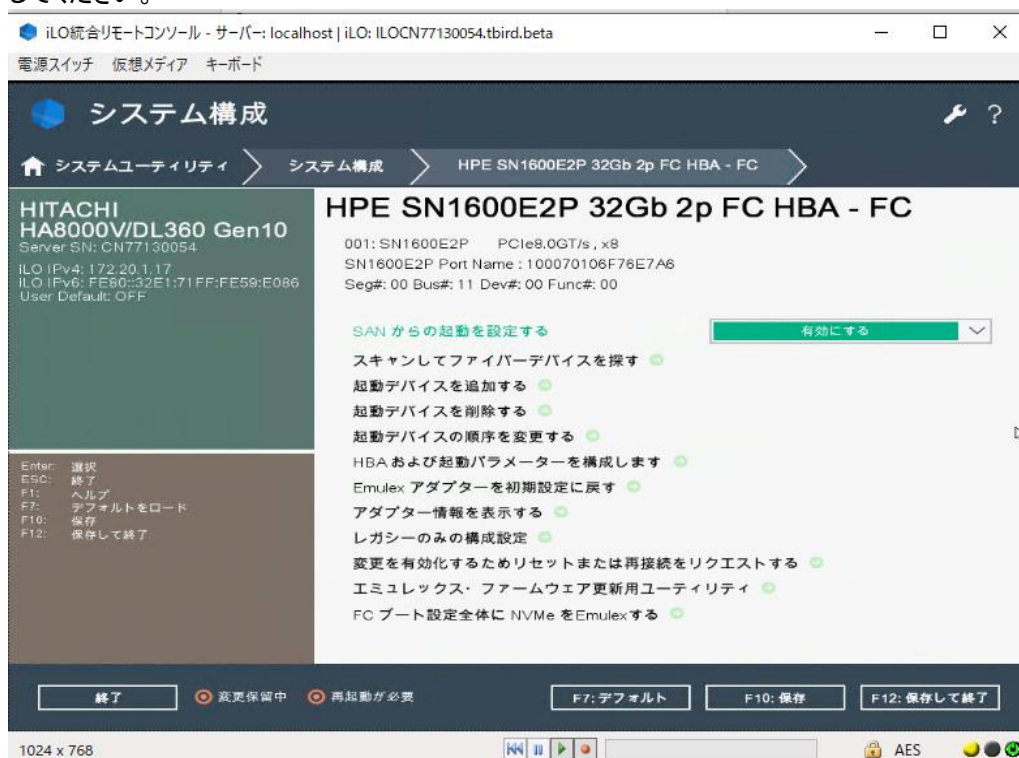 してください。
iLO統合リモートコンソール - サーバー: localhost | iLO: ILOCN77130054.tbird.beta
電源スイッチ 仮想メディア キーボード
システム構成
?
システムユーティリティ システム構成 HPE SN1600E2P 32Gb 2p FC HBA - FC
HITACHI
HA8000V/DL360 Gen10
Server SN: CN77130054
iLO IPv4: 172.20.1.17
iLO IPv6: FE80::32E1:71FF:FE59:E086
User Default: OFF
Enter: 選択
ESC: 終了
F1: ヘルプ
F7: デフォルトをロード
F10: 保存
F12: 保存して終了
HPE SN1600E2P 32Gb 2p FC HBA - FC
001: SN1600E2P PCIe8.0GT/s , x8
SN1600E2P Port Name : 100070106F76E7A6
Seg#: 00 Bus#: 11 Dev#: 00 Func#: 00
SAN からの起動を設定する 有効にする
スキャンしてファイバーデバイスを探す
起動デバイスを追加する
起動デバイスを削除する
起動デバイスの順序を変更する
HBA および起動パラメーターを構成します
Emulex アダプターを初期設定に戻す
アダプター情報を表示する
レガシーのみの構成設定
変更を有効化するためリセットまたは再接続をリクエストする
エミュレックス・ファームウェア更新用ユーティリティ
FC ブート設定全体に NVMe をEmulexする
終了 変更保留中 再起動が必要 F7: デフォルト F10: 保存 F12: 保存して終了
1024 x 768 AES